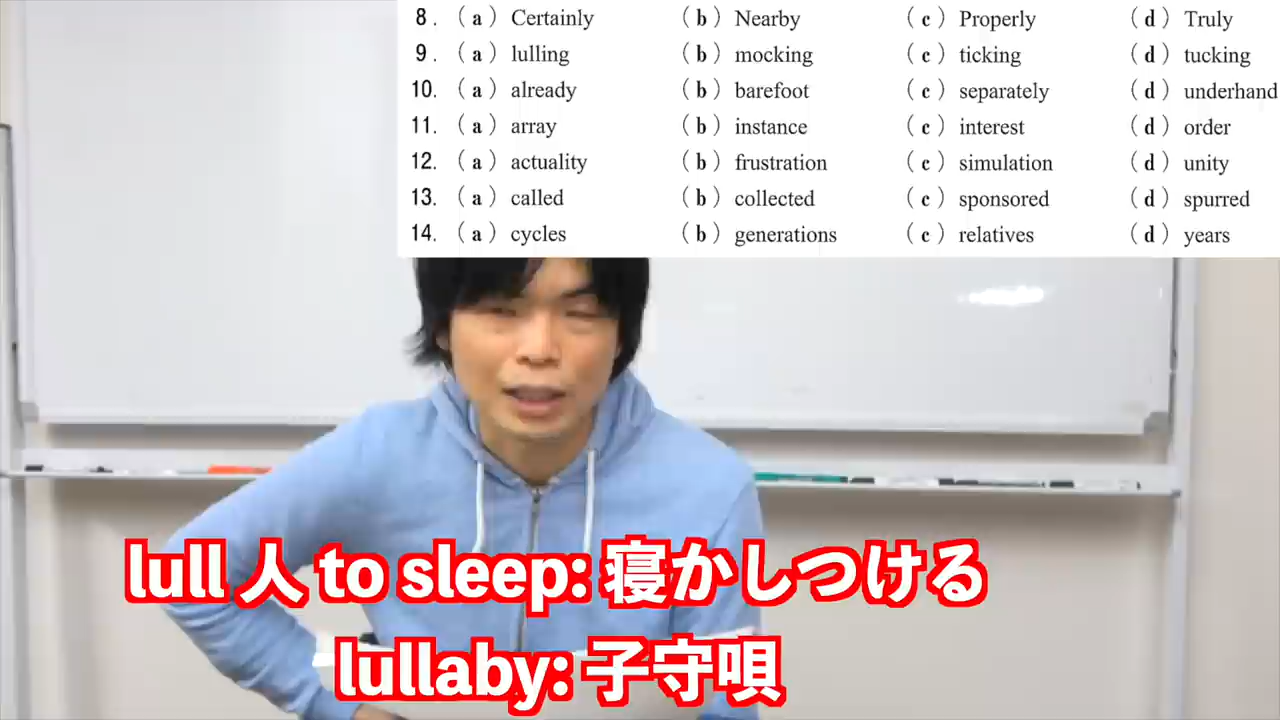 8. (a) Certainly (b) Nearby (c) Properly (d) Truly
9. (a) lulling (b) mocking (c) ticking (d) tucking
10. (a) already (b) barefoot (c) separately (d) underhand
11. (a) array (b) instance (c) interest (d) order
12. (a) actuality (b) frustration (c) simulation (d) unity
13. (a) called (b) collected (c) sponsored (d) spurred
14. (a) cycles (b) generations (c) relatives (d) years
lull 人 to sleep: 寝かしつける
lullaby: 子守唄